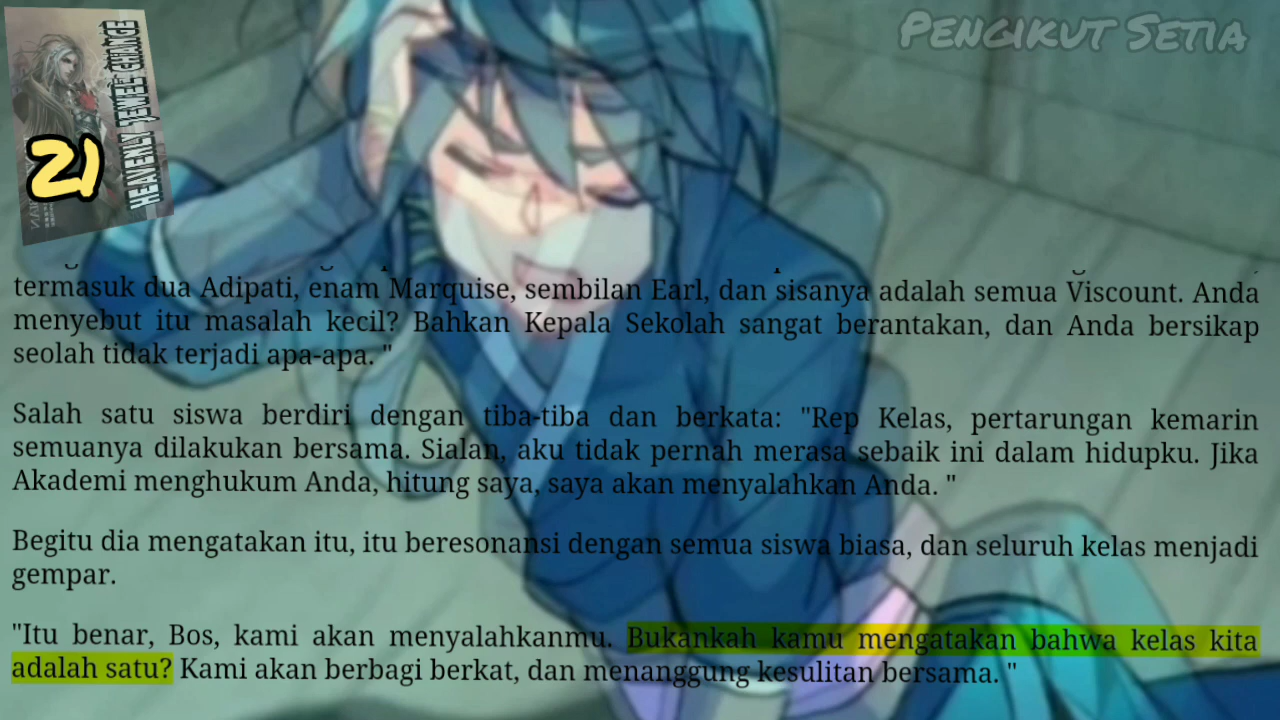 Pengikut Setia
HEAVENLY JEWEL CHANGE
21
termasuk dua Adipati, enam Marquise, sembilan Earl, dan sisanya adalah semua Viscount. Anda
menyebut itu masalah kecil? Bahkan Kepala Sekolah sangat berantakan, dan Anda bersikap
seolah tidak terjadi apa-apa. "
Salah satu siswa berdiri dengan tiba-tiba dan berkata: "Rep Kelas, pertarungan kemarin
semuanya dilakukan bersama. Sialan, aku tidak pernah merasa sebaik ini dalam hidupku. Jika
Akademi menghukum Anda, hitung saya, saya akan menyalahkan Anda. "
Begitu dia mengatakan itu, itu beresonansi dengan semua siswa biasa, dan seluruh kelas menjadi
gempar.
"Itu benar, Bos, kami akan menyalahkanmu. Bukankah kamu mengatakan bahwa kelas kita
adalah satu? Kami akan berbagi berkat, dan menanggung kesulitan bersama. "